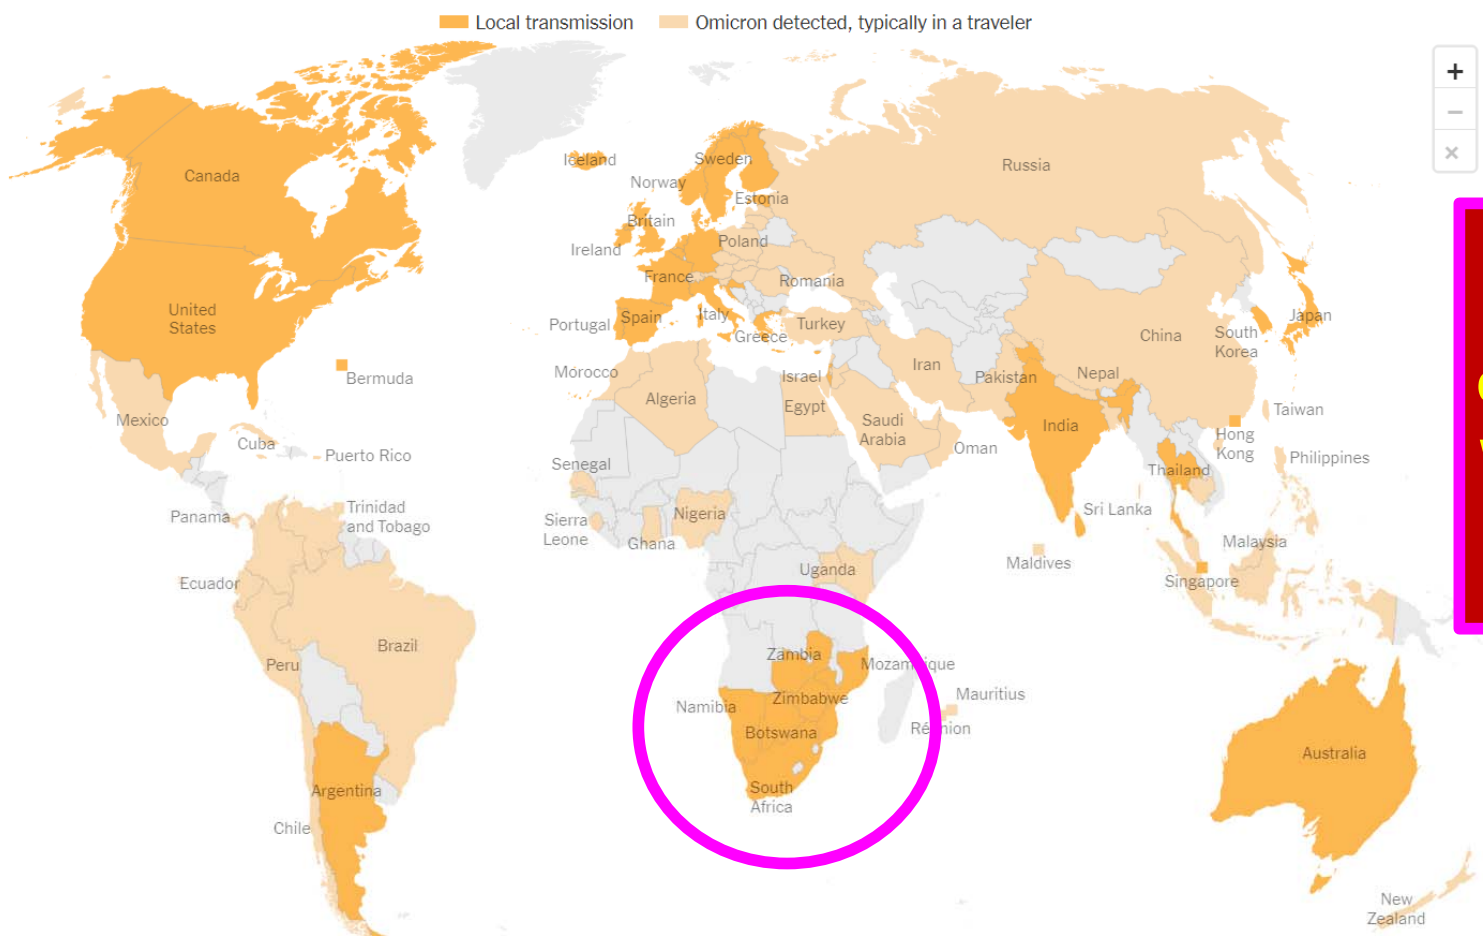 Local transmission
Omicron detected, typically in a traveler
+
−
×
Canada
Iceland
Sweden
Norway
Estonia
Russia
Britain
Ireland
Poland
France
Romania
United
States
Portugal
Spain
Italy
Greece
Turkey
China
South
Korea
Japan
Bermuda
Morocco
Algeria
Israel
Egypt
Iran
Pakistan
Nepal
Mexico
Cuba
Puerto Rico
Saudi
Arabia
Oman
India
Taiwan
Hong
Kong
Philippines
Senegal
Thailand
Panama
Trinidad
and Tobago
Sierra
Leone
Ghana
Nigeria
Sri Lanka
Malaysia
Ecuador
Uganda
Maldives
Singapore
Brazil
Peru
Zambia
Mozambique
Namibia
Zimbabwe
Mauritius
Réunion
Botswana
Australia
Argentina
South
Africa
Chile
New
Zealand